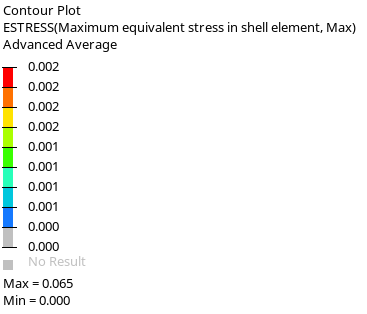 Contour Plot
ESTRESS(Maximum equivalent stress in shell element, Max)
Advanced Average
0.002
0.002
0.002
0.002
0.001
0.001
0.001
0.001
0.000
0.000
No Result
Max = 0.065
Min = 0.000